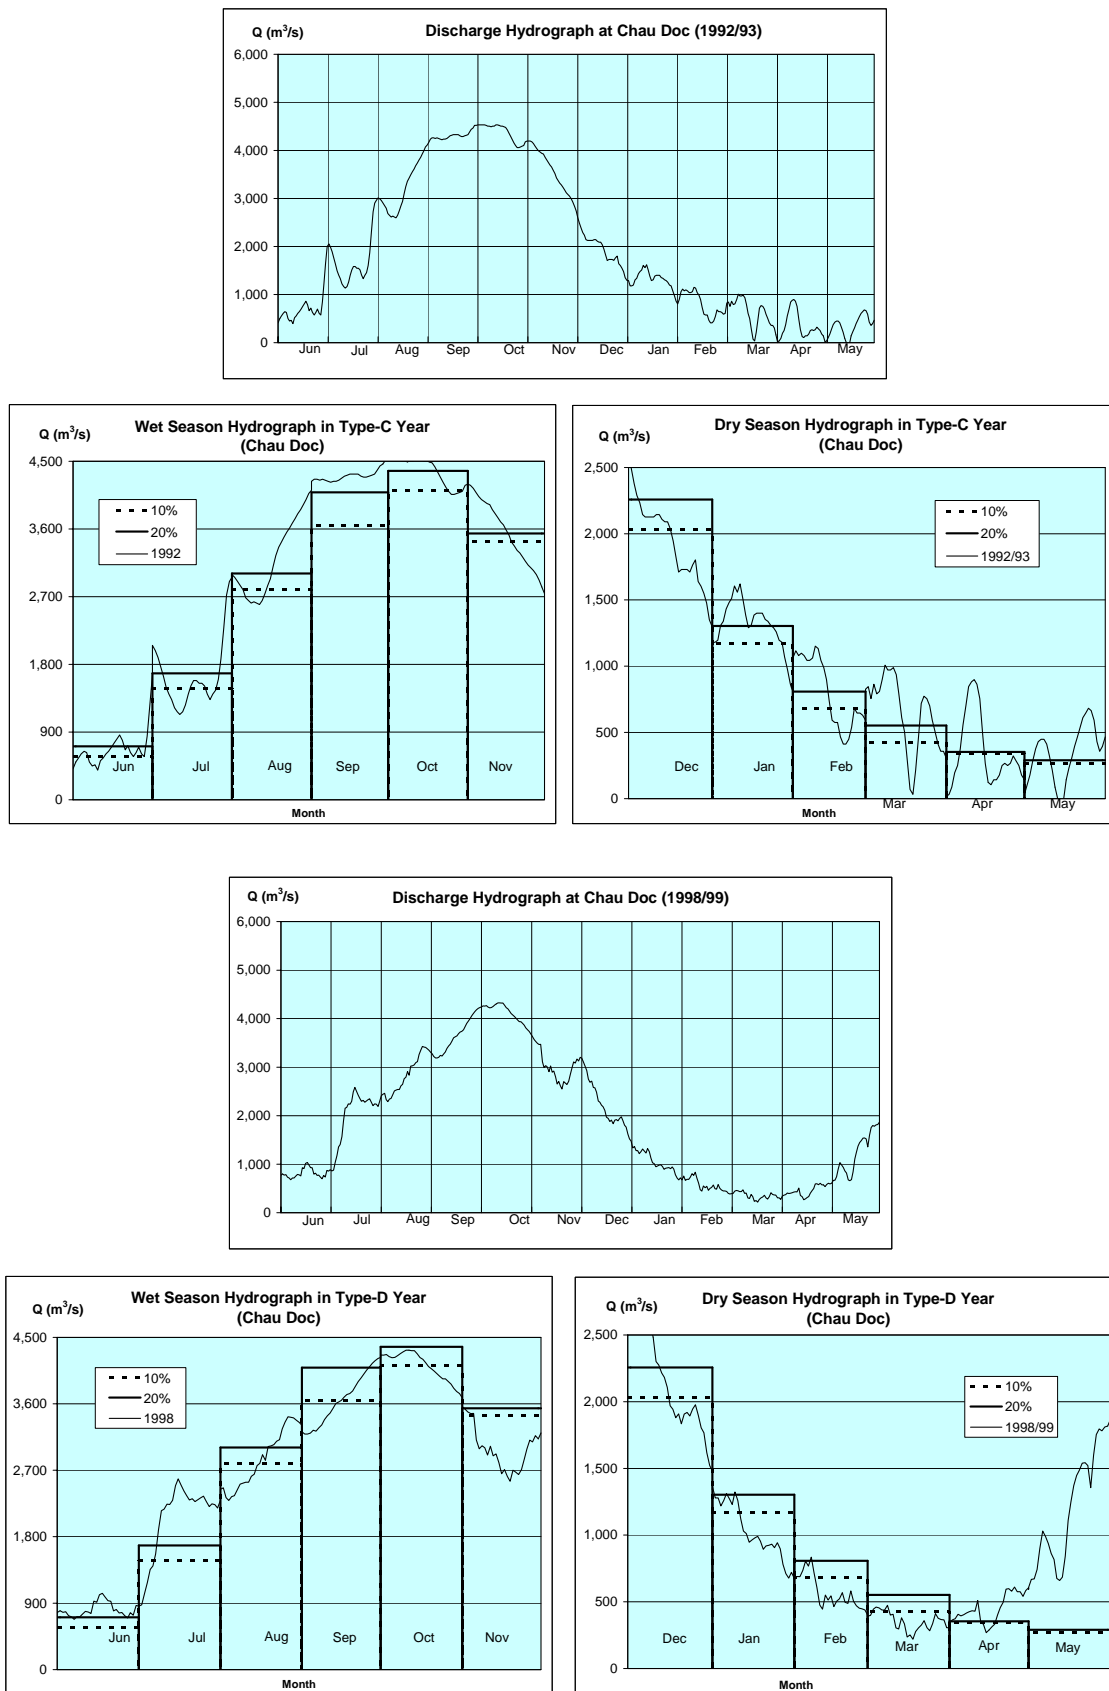 Q (m³/s)
Discharge Hydrograph at Chau Doc (1992/93)
6,000
5,000
4,000
3,000
2,000
1,000
0
Jun Jul Aug Sep Oct Nov Dec Jan Feb Mar Apr May
Q (m³/s)
Wet Season Hydrograph in Type-C Year
(Chau Doc)
4,500
3,600
2,700
1,800
900
0
10%
20%
1992
Jun Jul Aug Sep Oct Nov
Month
Q (m³/s)
Dry Season Hydrograph in Type-C Year
(Chau Doc)
2,500
2,000
1,500
1,000
500
0
10%
20%
1992/93
Dec Jan Feb Mar Apr May
Month
Q (m³/s)
Discharge Hydrograph at Chau Doc (1998/99)
6,000
5,000
4,000
3,000
2,000
1,000
0
Jun Jul Aug Sep Oct Nov Dec Jan Feb Mar Apr May
Q (m³/s)
Wet Season Hydrograph in Type-D Year
(Chau Doc)
4,500
3,600
2,700
1,800
900
0
10%
20%
1998
Jun Jul Aug Sep Oct Nov
Month
Q (m³/s)
Dry Season Hydrograph in Type-D Year
(Chau Doc)
2,500
2,000
1,500
1,000
500
0
10%
20%
1998/99
Dec Jan Feb Mar Apr May
Month